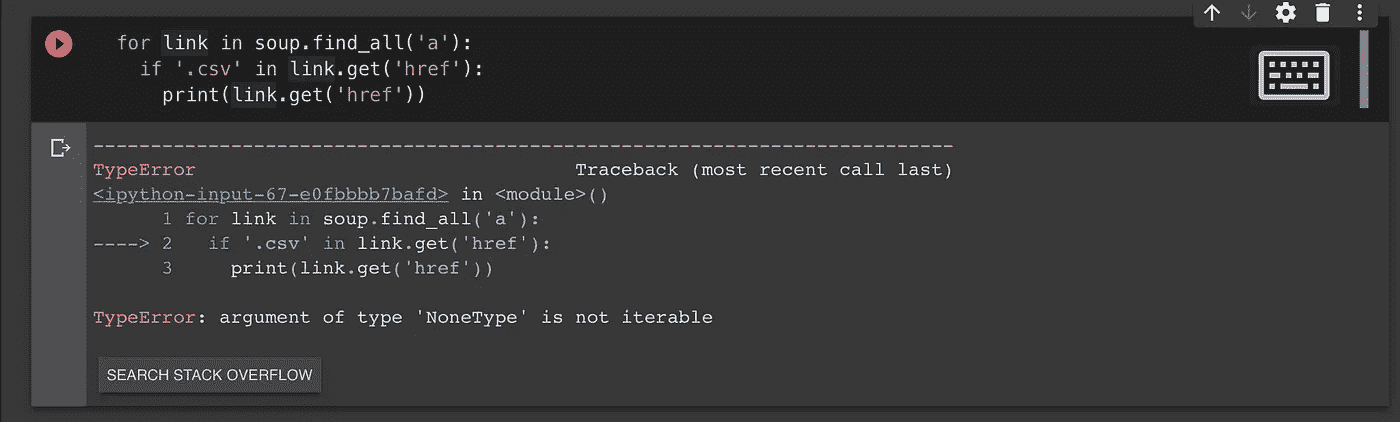 for link in soup.find_all('a'):
  if '.csv' in link.get('href'):
    print(link.get('href'))
---------------------------------------------------------------------------
TypeError                                 Traceback (most recent call last)
<ipython-input-67-e0fbbbb7bafd> in <module>()
      1 for link in soup.find_all('a'):
----> 2   if '.csv' in link.get('href'):
      3     print(link.get('href'))
TypeError: argument of type 'NoneType' is not iterable
SEARCH STACK OVERFLOW